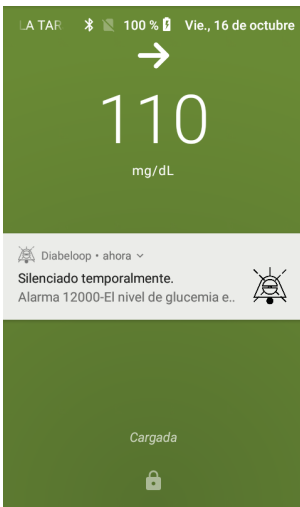 LA TAR 100 % Vie., 16 de octubre
110
mg/dL
Diabeloop • ahora
Silenciado temporalmente.
Alarma 12000-El nivel de glucemia e..
Cargada